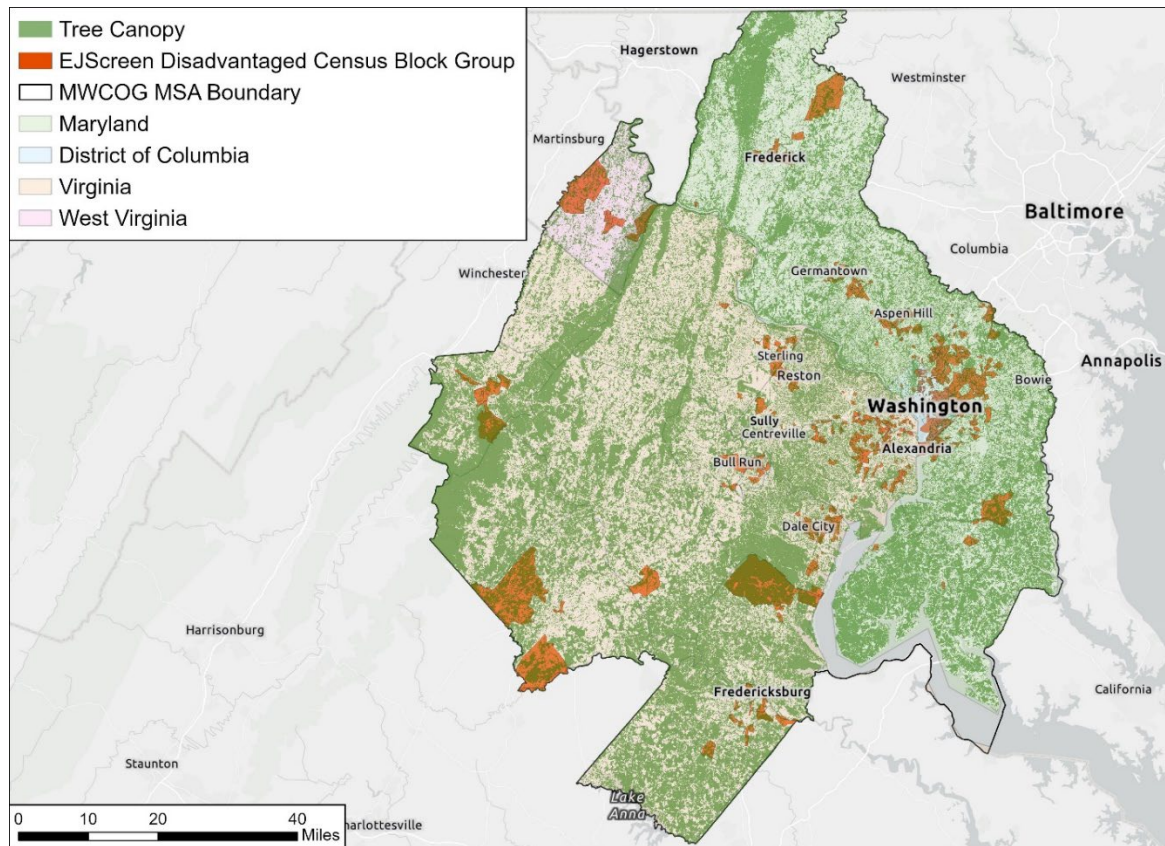 Tree Canopy
EJScreen Disadvantaged Census Block Group
MWCOG MSA Boundary
Maryland
District of Columbia
Virginia
West Virginia
Hagerstown
Westminster
Martinsburg
Frederick
Baltimore
Columbia
Winchester
Germantown
Aspen Hill
Annapolis
Sterling
Reston
Bowie
Washington
Sully
Centreville
Alexandria
Bull Run
Dale City
Harrisonburg
Fredericksburg
California
Staunton
Lake
Anna
0 10 20 40
Miles
harlottesville